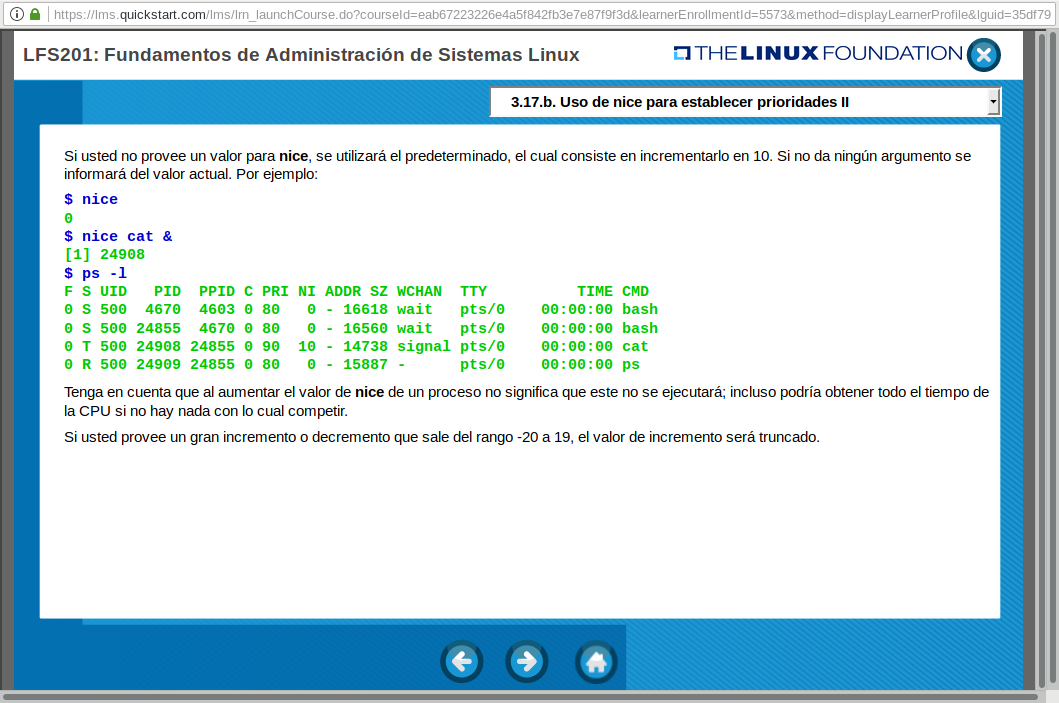 https://lms.quickstart.com/lms/lrn_launchCourse.do?courseId=eab67223226e4a5f842fb3e7e87f9f3d&learnerEnrollmentId=5573&method=displayLearnerProfile&lguid=35df79
LFS201: Fundamentos de Administración de Sistemas Linux
THE LINUX FOUNDATION
3.17.b. Uso de nice para establecer prioridades II
Si usted no provee un valor para nice, se utilizará el predeterminado, el cual consiste en incrementarlo en 10. Si no da ningún argumento se
informará del valor actual. Por ejemplo:
$ nice
0
$ nice cat &
[1] 24908
$ ps -l
F S UID   PID  PPID C PRI NI ADDR SZ WCHAN  TTY          TIME CMD
0 S 500  4670  4603 0 80   0 - 16618 wait   pts/0    00:00:00 bash
0 S 500 24855  4670 0 80   0 - 16560 wait   pts/0    00:00:00 bash
0 T 500 24908 24855 0 90  10 - 14738 signal pts/0    00:00:00 cat
0 R 500 24909 24855 0 80   0 - 15887 -      pts/0    00:00:00 ps
Tenga en cuenta que al aumentar el valor de nice de un proceso no significa que este no se ejecutará; incluso podría obtener todo el tiempo de
la CPU si no hay nada con lo cual competir.
Si usted provee un gran incremento o decremento que sale del rango -20 a 19, el valor de incremento será truncado.